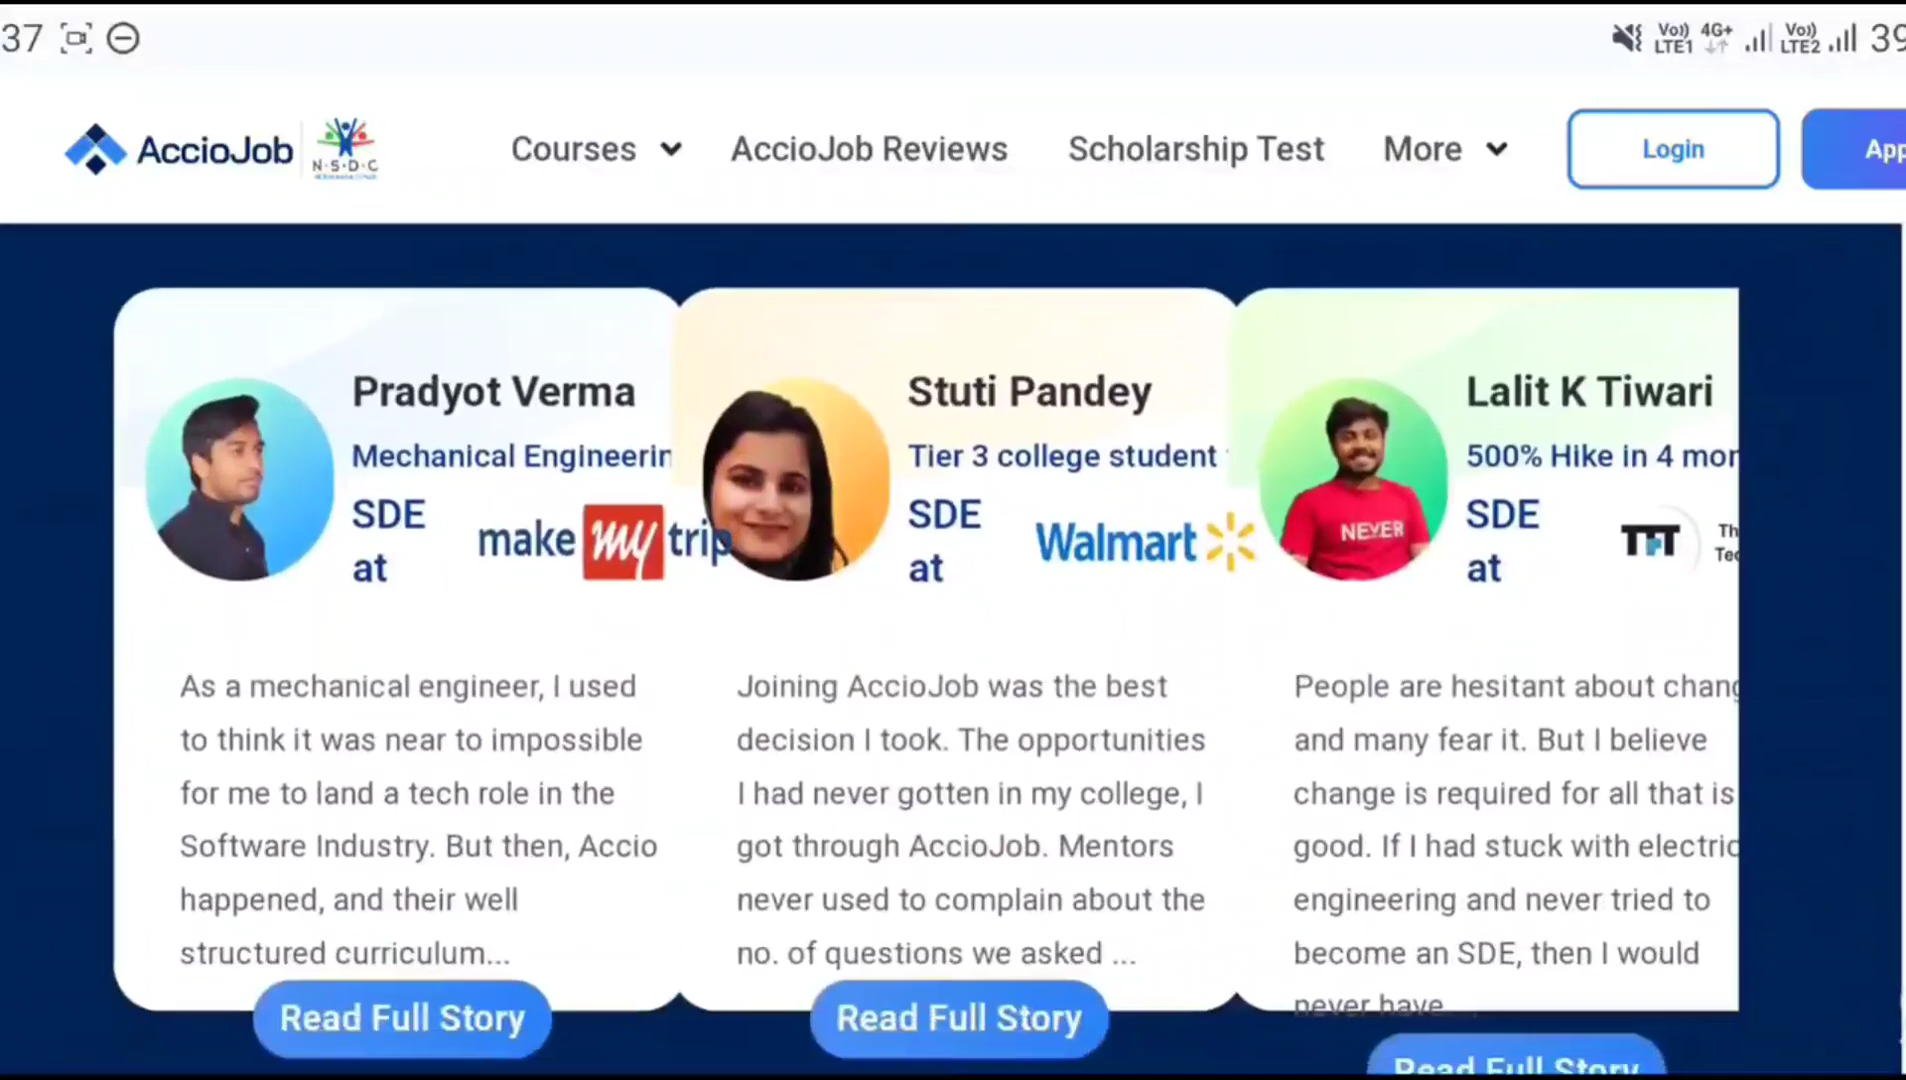 37
Vo)) LTE1 4G+ Vo)) LTE2 39
AccioJob
N·S·D·C
Courses
AccioJob Reviews
Scholarship Test
More
Login
App
Pradyot Verma
Mechanical Engineerin
SDE
at
make my trip
As a mechanical engineer, I used
to think it was near to impossible
for me to land a tech role in the
Software Industry. But then, Accio
happened, and their well
structured curriculum...
Read Full Story
Stuti Pandey
Tier 3 college student
SDE
at
Walmart
Joining AccioJob was the best
decision I took. The opportunities
I had never gotten in my college, I
got through AccioJob. Mentors
never used to complain about the
no. of questions we asked ...
Read Full Story
Lalit K Tiwari
500% Hike in 4 mon
NEVER
SDE
at
TFT
Th
Tec
People are hesitant about chang
and many fear it. But I believe
change is required for all that is
good. If I had stuck with electric
engineering and never tried to
become an SDE, then I would
never have...
Read Full Story